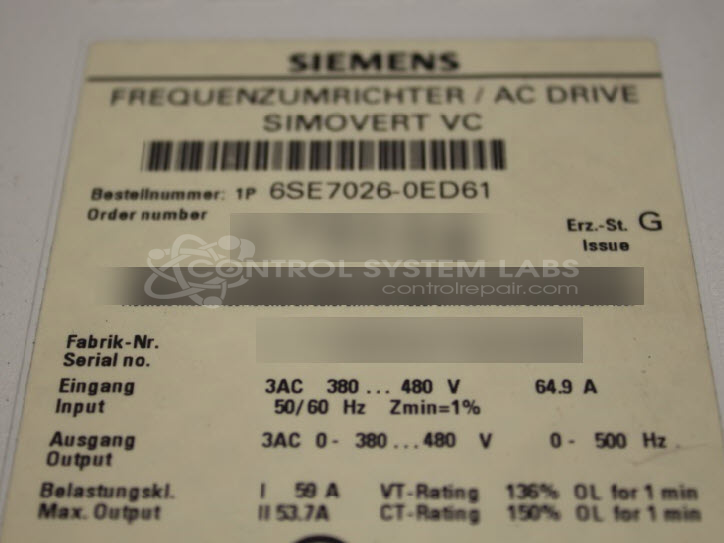 SIEMENS
FREQUENZUMRICHTER / AC DRIVE
SIMOVERT VC
Bestellnummer: 1P 6SE7026-0ED61
Order number
Erz.-St. G
Issue
CONTROL SYSTEM LABS
controlrepair.com
Fabrik-Nr.
Serial no.
Eingang 3AC 380 ... 480 V 64.9 A
Input 50/60 Hz Zmin=1%
Ausgang 3AC 0- 380 ... 480 V 0 - 500 Hz
Output
Belastungskl. I 59 A VT-Rating 136% OL for 1 min
Max. Output II 53.7A CT-Rating 150% OL for 1 min